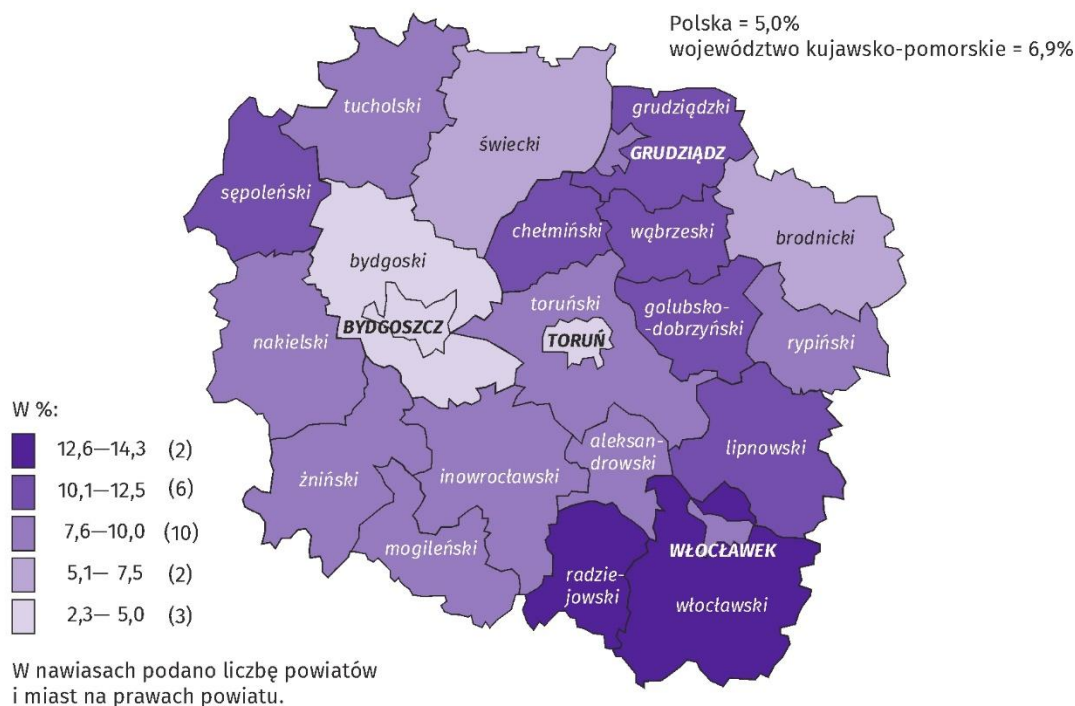 Polska = 5,0%
województwo kujawsko-pomorskie = 6,9%
tucholski
grudziądzki
świecki
GRUDZIĄDZ
sępoleński
chełmiński
wąbrzeski
brodnicki
bydgoski
toruński
golubsko-
-dobrzyński
BYDGOSZCZ
TORUŃ
nakielski
rypiński
aleksan-
drowski
lipnowski
żniński
inowrocławski
mogileński
WŁOCŁAWEK
radzie-
jowski
włocławski
W %:
12,6—14,3 (2)
10,1—12,5 (6)
7,6—10,0 (10)
5,1— 7,5 (2)
2,3— 5,0 (3)
W nawiasach podano liczbę powiatów
i miast na prawach powiatu.